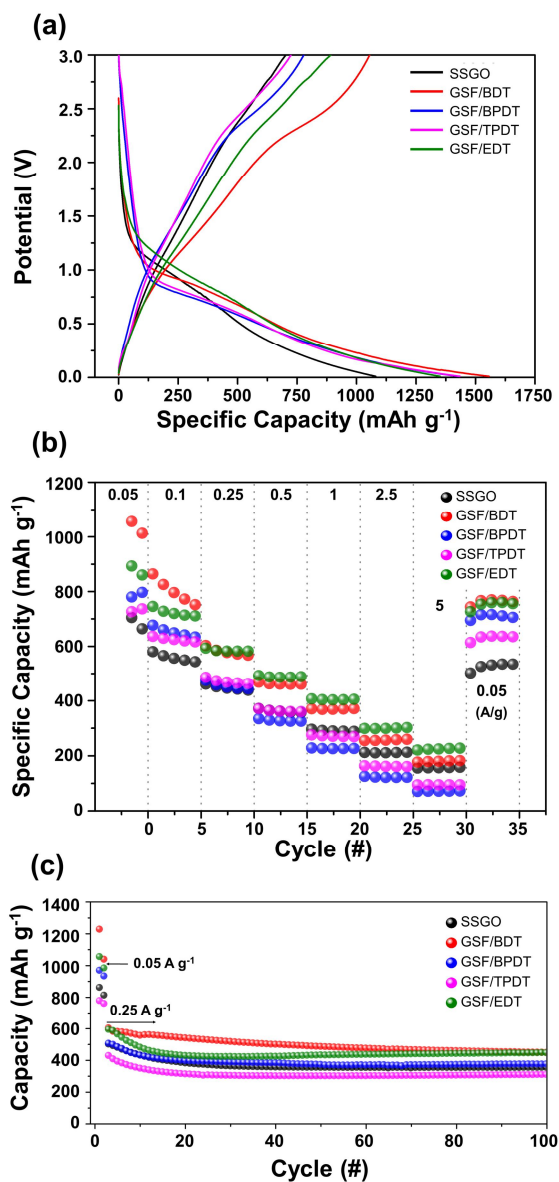 (a)
3.0
2.5
2.0
1.5
1.0
0.5
0.0
Potential (V)
SSGO
GSF/BDT
GSF/BPDT
GSF/TPDT
GSF/EDT
0 250 500 750 1000 1250 1500 1750
Specific Capacity (mAh g-1)
(b)
1200
1000
800
600
400
200
0
Specific Capacity (mAh g-1)
0.05 0.1 0.25 0.5 1 2.5
SSGO
GSF/BDT
GSF/BPDT
GSF/TPDT
GSF/EDT
5
0.05
(A/g)
0 5 10 15 20 25 30 35
Cycle (#)
(c)
1400
1200
1000
800
600
400
200
0
Capacity (mAh g-1)
0.05 A g-1
0.25 A g-1
SSGO
GSF/BDT
GSF/BPDT
GSF/TPDT
GSF/EDT
0 20 40 60 80 100
Cycle (#)